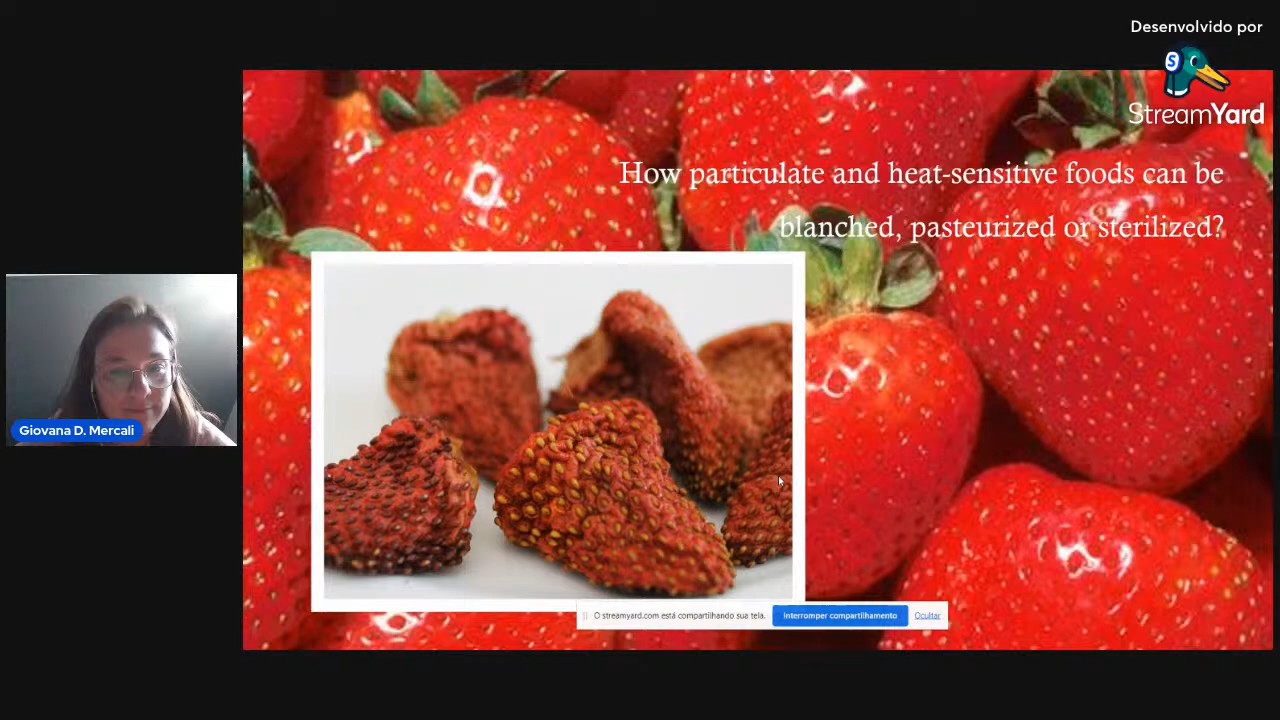 Desenvolvido por
S
StreamYard
How particulate and heat-sensitive foods can be
blanched, pasteurized or sterilized?
Giovana D. Mercali
O streamyard.com está compartilhando sua tela. Interromper compartilhamento Ocultar